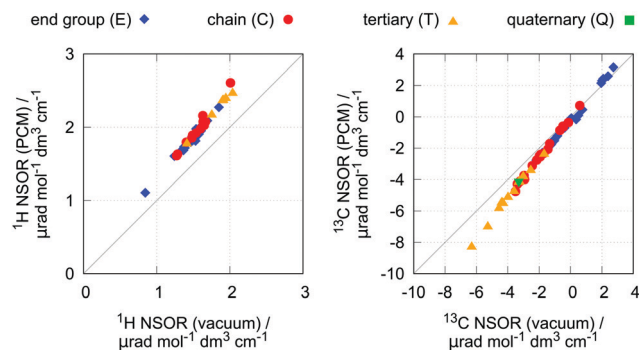 end group (E) chain (C) tertiary (T) quaternary (Q)
3
2
1
0
0 1 2 3
¹H NSOR (PCM) /
µrad mol⁻¹ dm³ cm⁻¹
¹H NSOR (vacuum) /
µrad mol⁻¹ dm³ cm⁻¹
4
2
0
-2
-4
-6
-8
-10
-10 -8 -6 -4 -2 0 2 4
¹³C NSOR (PCM) /
µrad mol⁻¹ dm³ cm⁻¹
¹³C NSOR (vacuum) /
µrad mol⁻¹ dm³ cm⁻¹